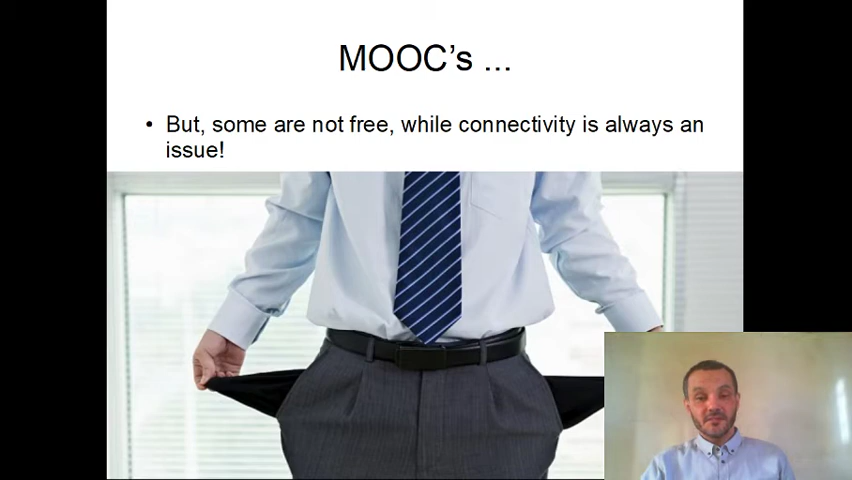 MOOC’s ...
• But, some are not free, while connectivity is always an
issue!